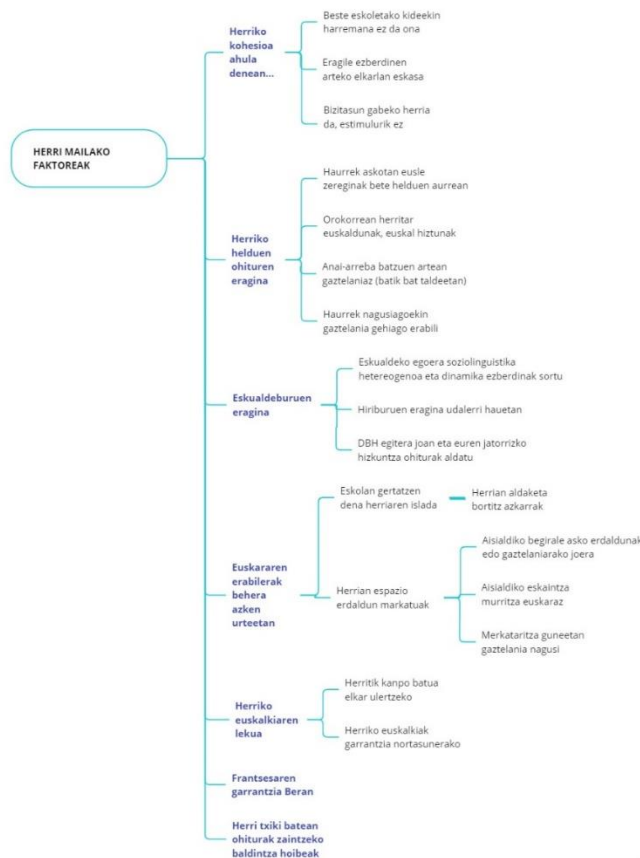 HERRI MAILAKO
FAKTOREAK
Herriko
kohesioa
ahula
denean...
Beste eskoletako kideekin
harremana ez da ona
Eragile ezberdinen
arteko elkarlan eskasa
Bizitasun gabeko herria
da, estimulurik ez
Herriko
helduen
ohituren
eragina
Haurrek askotan eusle
zereginak bete helduen aurrean
Orokorrean herritar
euskaldunak, euskal hiztunak
Anai-arreba batzuen artean
gaztelaniaz (batik bat taldeetan)
Haurrek nagusiagoekin
gaztelania gehiago erabili
Eskualdeburuen
eragina
Eskualdeko egoera soziolinguistika
hetereogenoa eta dinamika ezberdinak sortu
Hiriburuen eragina udalerri hauetan
DBH egitera joan eta euren jatorrizko
hizkuntza ohiturak aldatu
Euskararen
erabilerak
behera
azken
urteetan
Eskolan gertatzen
dena herriaren islada
Herrian aldaketa
bortitz azkarrak
Herrian espazio
erdaldun markatuak
Aisialdiko begirale asko erdaldunak
edo gaztelaniarako joera
Aisialdiko eskaintza
murritza euskaraz
Merkataritza guneetan
gaztelania nagusi
Herriko
euskalkiaren
lekua
Herritik kanpo batua
elkar ulertzeko
Herriko euskalkiak
garrantzia nortasunerako
Frantsesaren
garrantzia Beran
Herri txiki batean
ohiturak zaintzeko
baldintza hoibeak